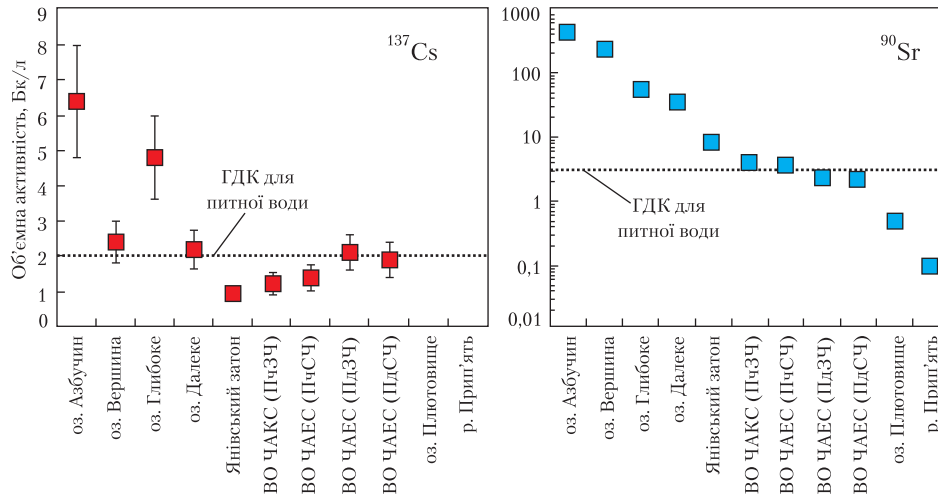 Об'ємна активність, Бк/л
9
8
7
6
5
4
3
2
1
0
137Cs
ГДК для
питної води
оз. Азбучин
оз. Вершина
оз. Глибоке
оз. Далеке
Янівський затон
ВО ЧАКС (ПчЗЧ)
ВО ЧАЕС (ПчСЧ)
ВО ЧАЕС (ПдЗЧ)
ВО ЧАЕС (ПдСЧ)
оз. Плютовище
р. Прип'ять
1000
100
10
1
0,1
0,01
90Sr
ГДК для
питної води
оз. Азбучин
оз. Вершина
оз. Глибоке
оз. Далеке
Янівський затон
ВО ЧАКС (ПчЗЧ)
ВО ЧАЕС (ПчСЧ)
ВО ЧАЕС (ПдЗЧ)
ВО ЧАЕС (ПдСЧ)
оз. Плютовище
р. Прип'ять